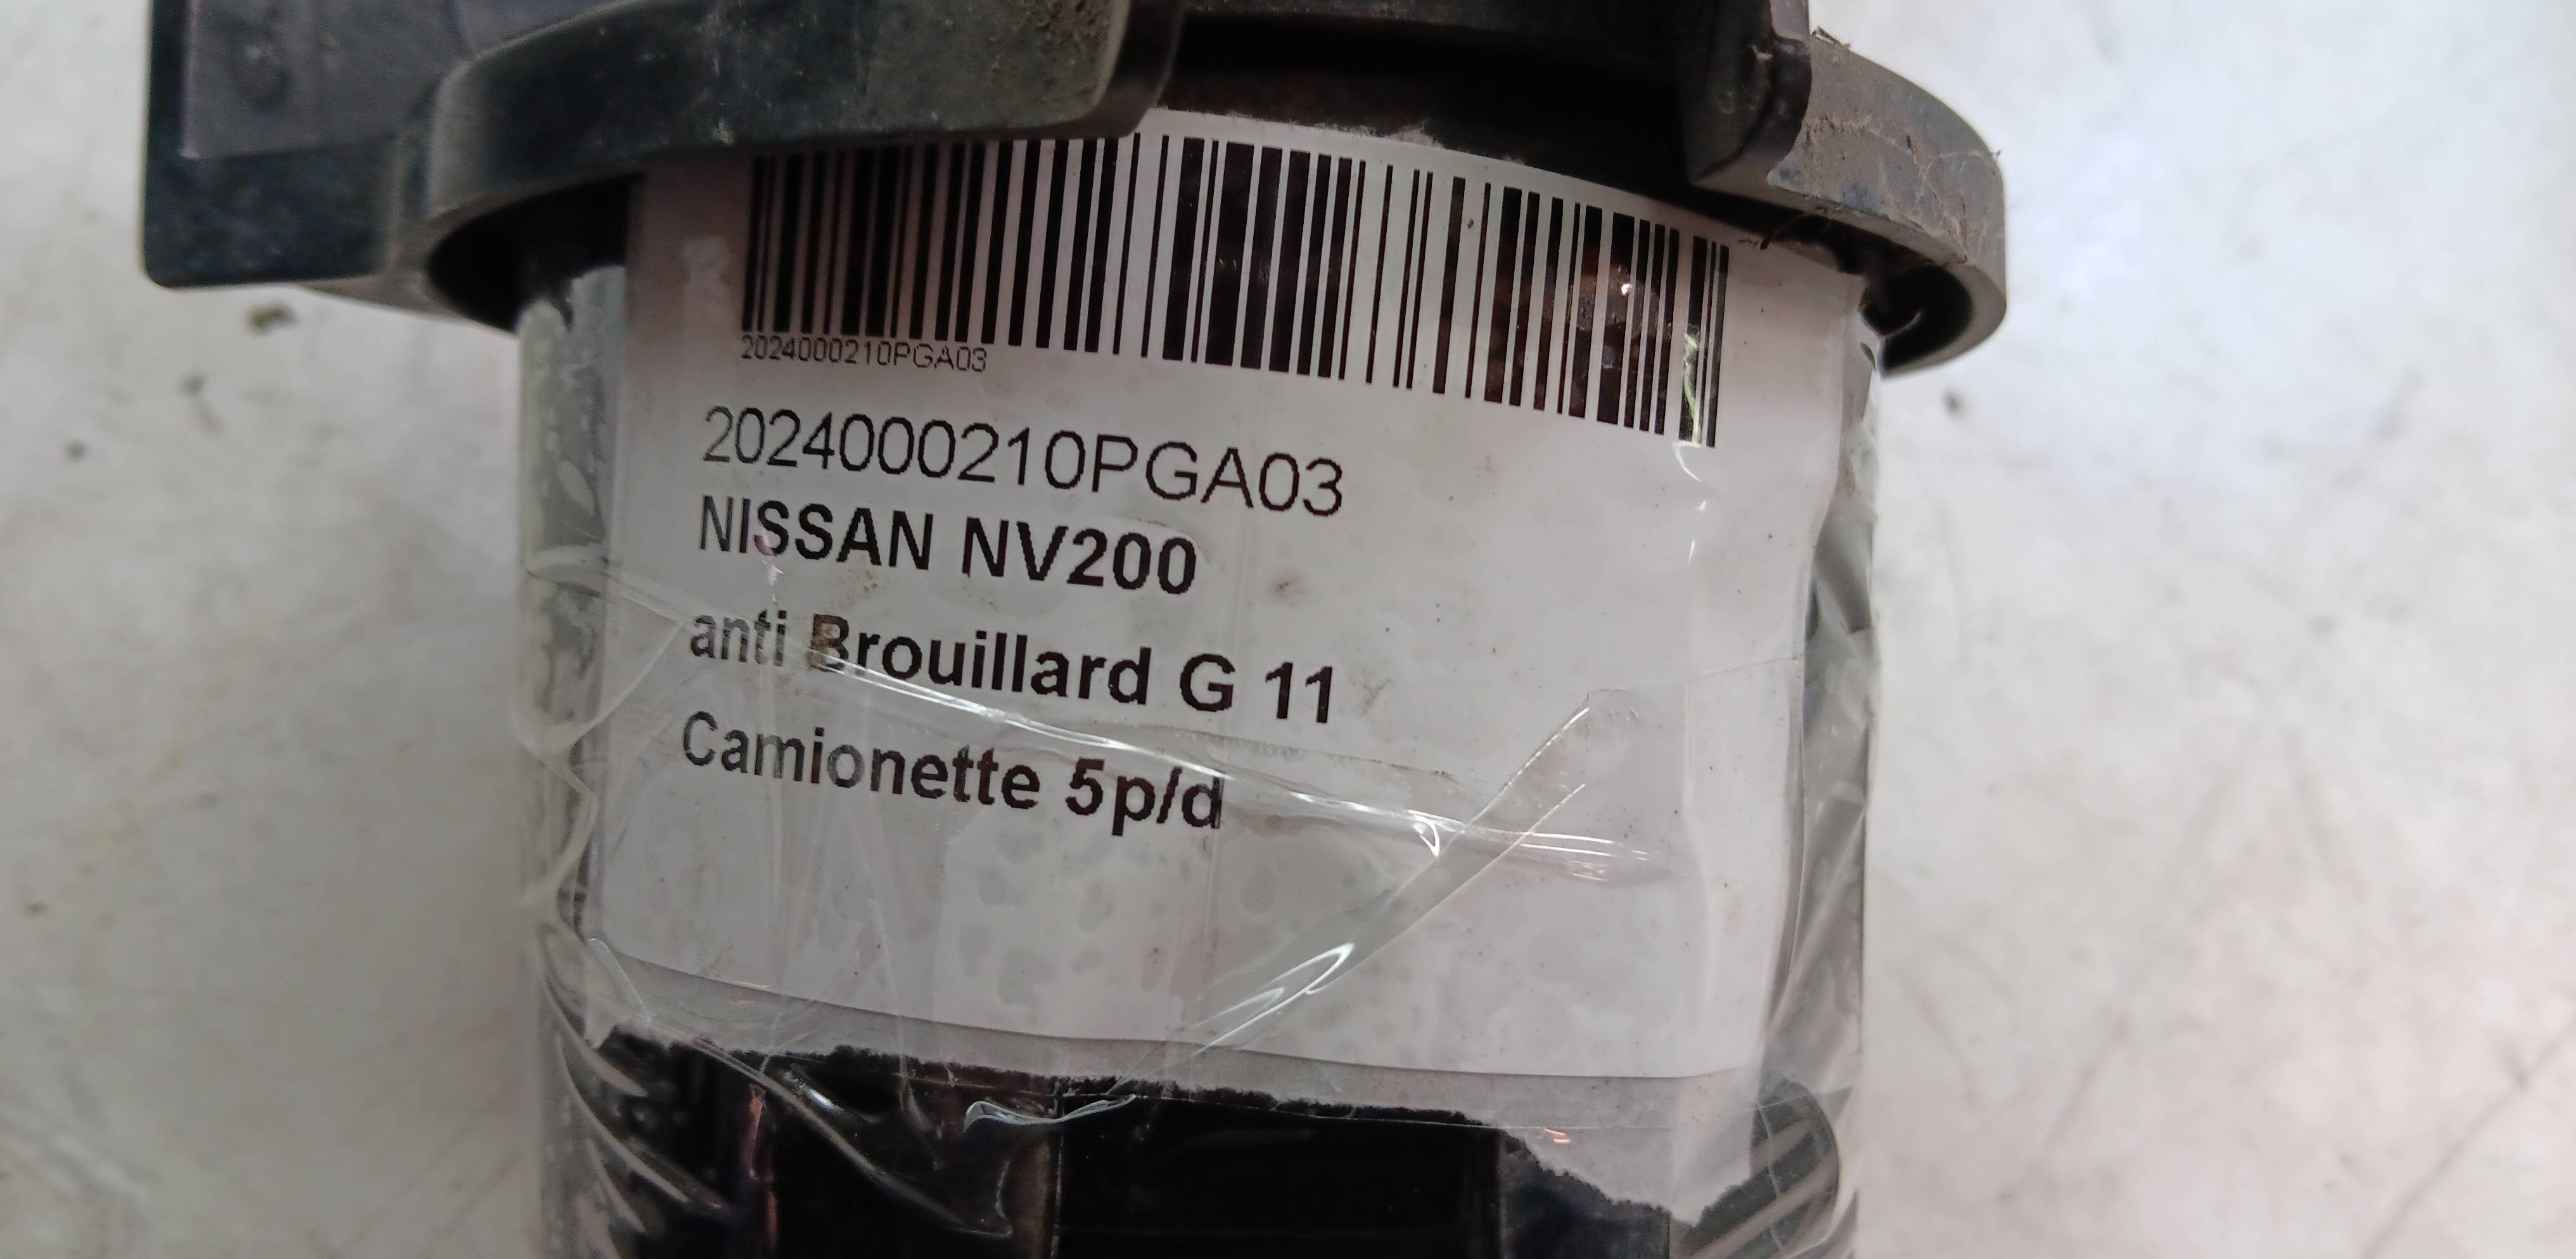 2024000210PGA03
2024000210PGA03
NISSAN NV200
anti Brouillard G 11
Camionette 5p/d